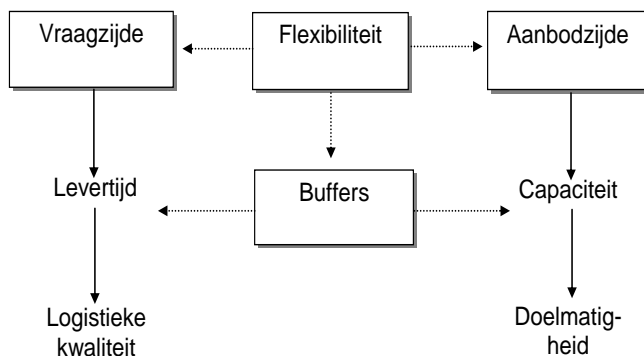 Vraagzijde
Flexibiliteit
Aanbodzijde
Levertijd
Buffers
Capaciteit
Logistieke
kwaliteit
Doelmatig-
heid